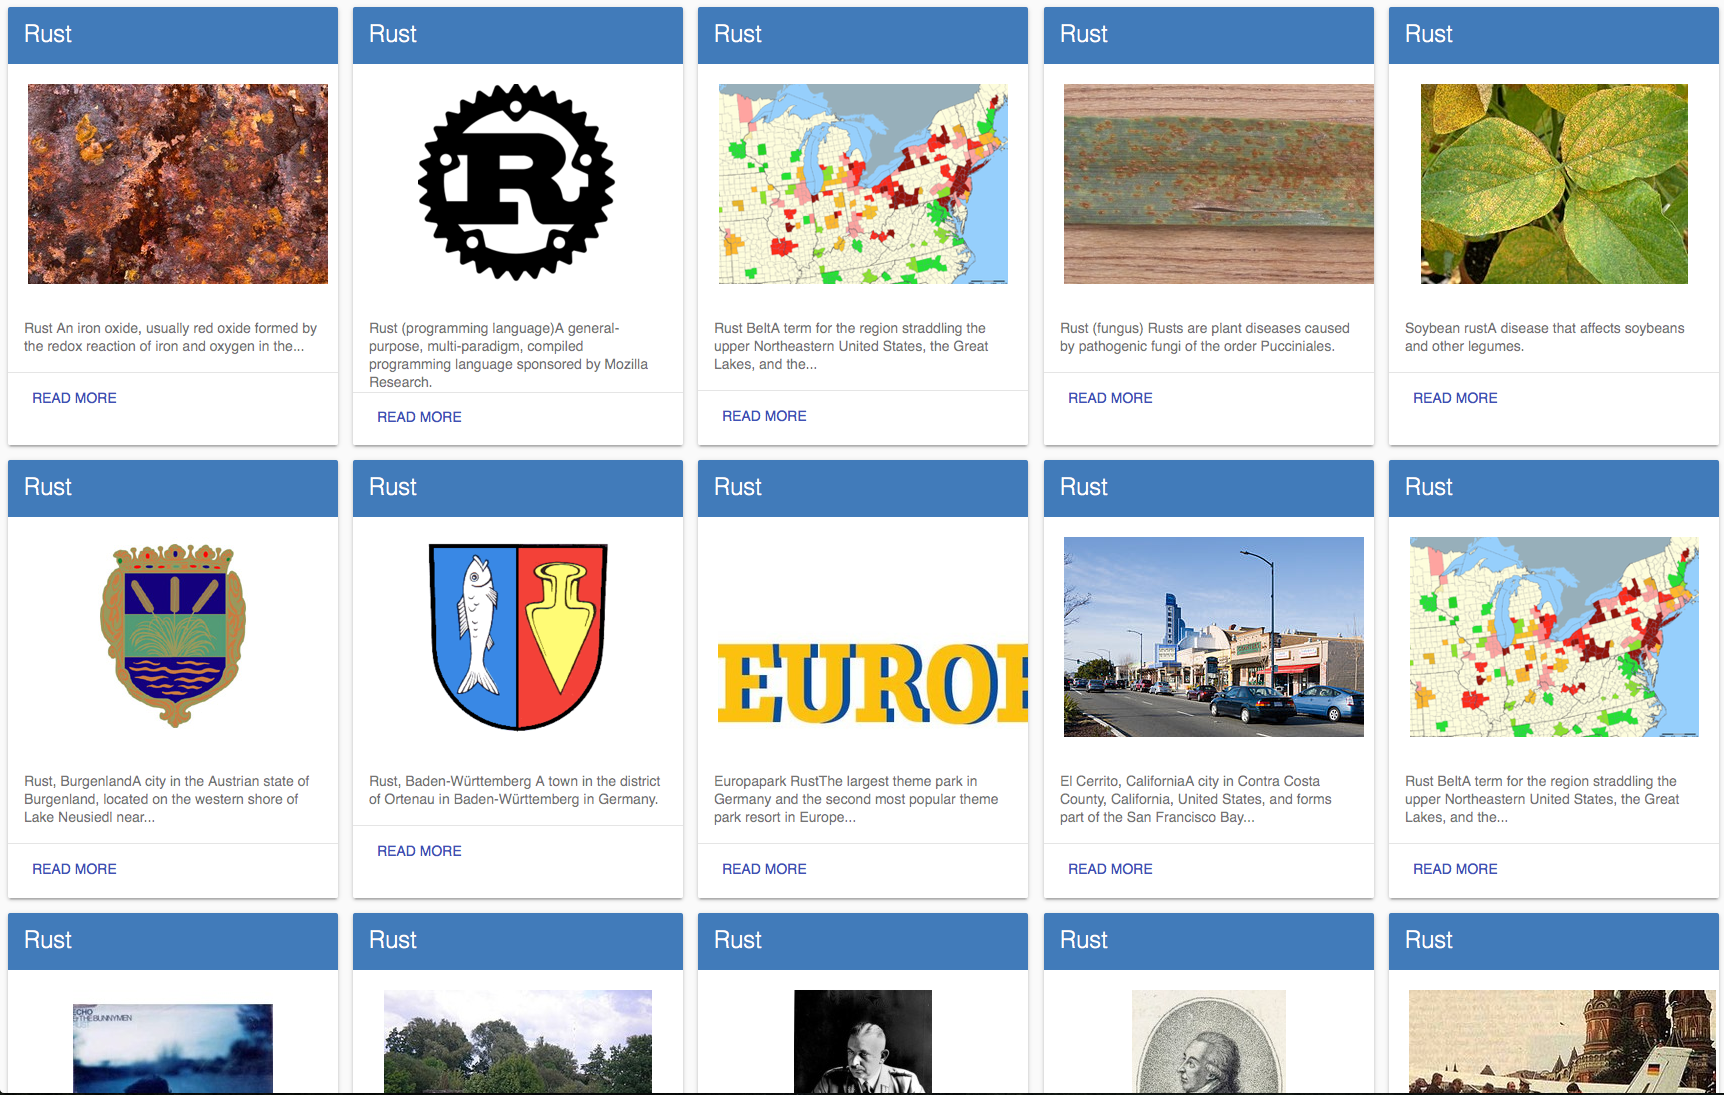 Rust
Rust
Rust
Rust
Rust
R
Rust An iron oxide, usually red oxide formed by
the redox reaction of iron and oxygen in the...
READ MORE
Rust (programming language)A general-
purpose, multi-paradigm, compiled
programming language sponsored by Mozilla
Research.
READ MORE
Rust BeltA term for the region straddling the
upper Northeastern United States, the Great
Lakes, and the...
READ MORE
Rust (fungus) Rusts are plant diseases caused
by pathogenic fungi of the order Pucciniales.
READ MORE
Soybean rustA disease that affects soybeans
and other legumes.
READ MORE
Rust
Rust
Rust
Rust
Rust
EUROP
Rust, BurgenlandA city in the Austrian state of
Burgenland, located on the western shore of
Lake Neusiedl near...
READ MORE
Rust, Baden-Württemberg A town in the district
of Ortenau in Baden-Württemberg in Germany.
READ MORE
Europapark RustThe largest theme park in
Germany and the second most popular theme
park resort in Europe...
READ MORE
El Cerrito, CaliforniaA city in Contra Costa
County, California, United States, and forms
part of the San Francisco Bay...
READ MORE
Rust BeltA term for the region straddling the
upper Northeastern United States, the Great
Lakes, and the...
READ MORE
Rust
Rust
Rust
Rust
Rust
ECHO
&THE BUNNYMEN